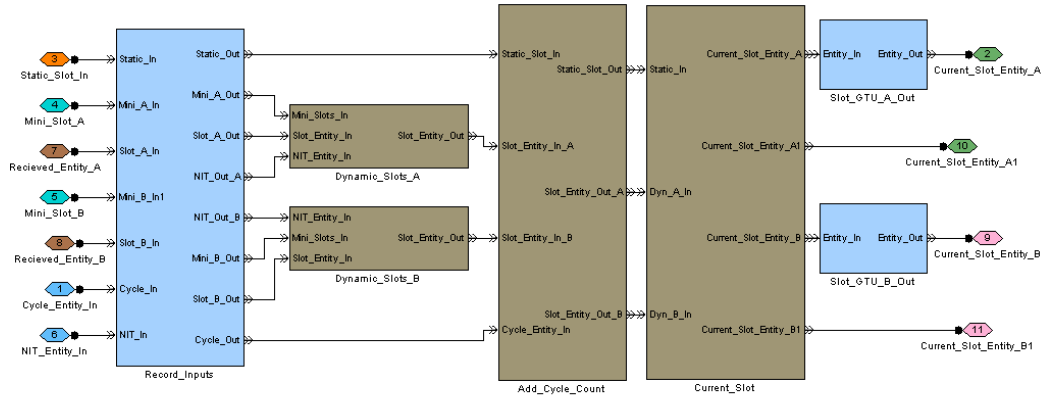 3
Static_Slot_In
4
Mini_Slot_A
7
Recieved_Entity_A
5
Mini_Slot_B
8
Recieved_Entity_B
1
Cycle_Entity_In
6
NIT_Entity_In
Static_In
Mini_A_In
Slot_A_In
Mini_B_In1
Slot_B_In
Cycle_In
NIT_In
Static_Out
Mini_A_Out
Slot_A_Out
NIT_Out_A
NIT_Out_B
Mini_B_Out
Slot_B_Out
Cycle_Out
Record_Inputs
Mini_Slots_In
Slot_Entity_In
NIT_Entity_In
Slot_Entity_Out
Dynamic_Slots_A
NIT_Entity_In
Mini_Slots_In
Slot_Entity_In
Slot_Entity_Out
Dynamic_Slots_B
Static_Slot_In
Slot_Entity_In_A
Slot_Entity_In_B
Cycle_Entity_In
Static_Slot_Out
Slot_Entity_Out_A
Slot_Entity_Out_B
Add_Cycle_Count
Static_In
Dyn_A_In
Dyn_B_In
Current_Slot_Entity_A
Current_Slot_Entity_A1
Current_Slot_Entity_B
Current_Slot_Entity_B1
Current_Slot
Entity_In
Entity_Out
Slot_GTU_A_Out
Entity_In
Entity_Out
Slot_GTU_B_Out
2
Current_Slot_Entity_A
10
Current_Slot_Entity_A1
9
Current_Slot_Entity_B
11
Current_Slot_Entity_B1